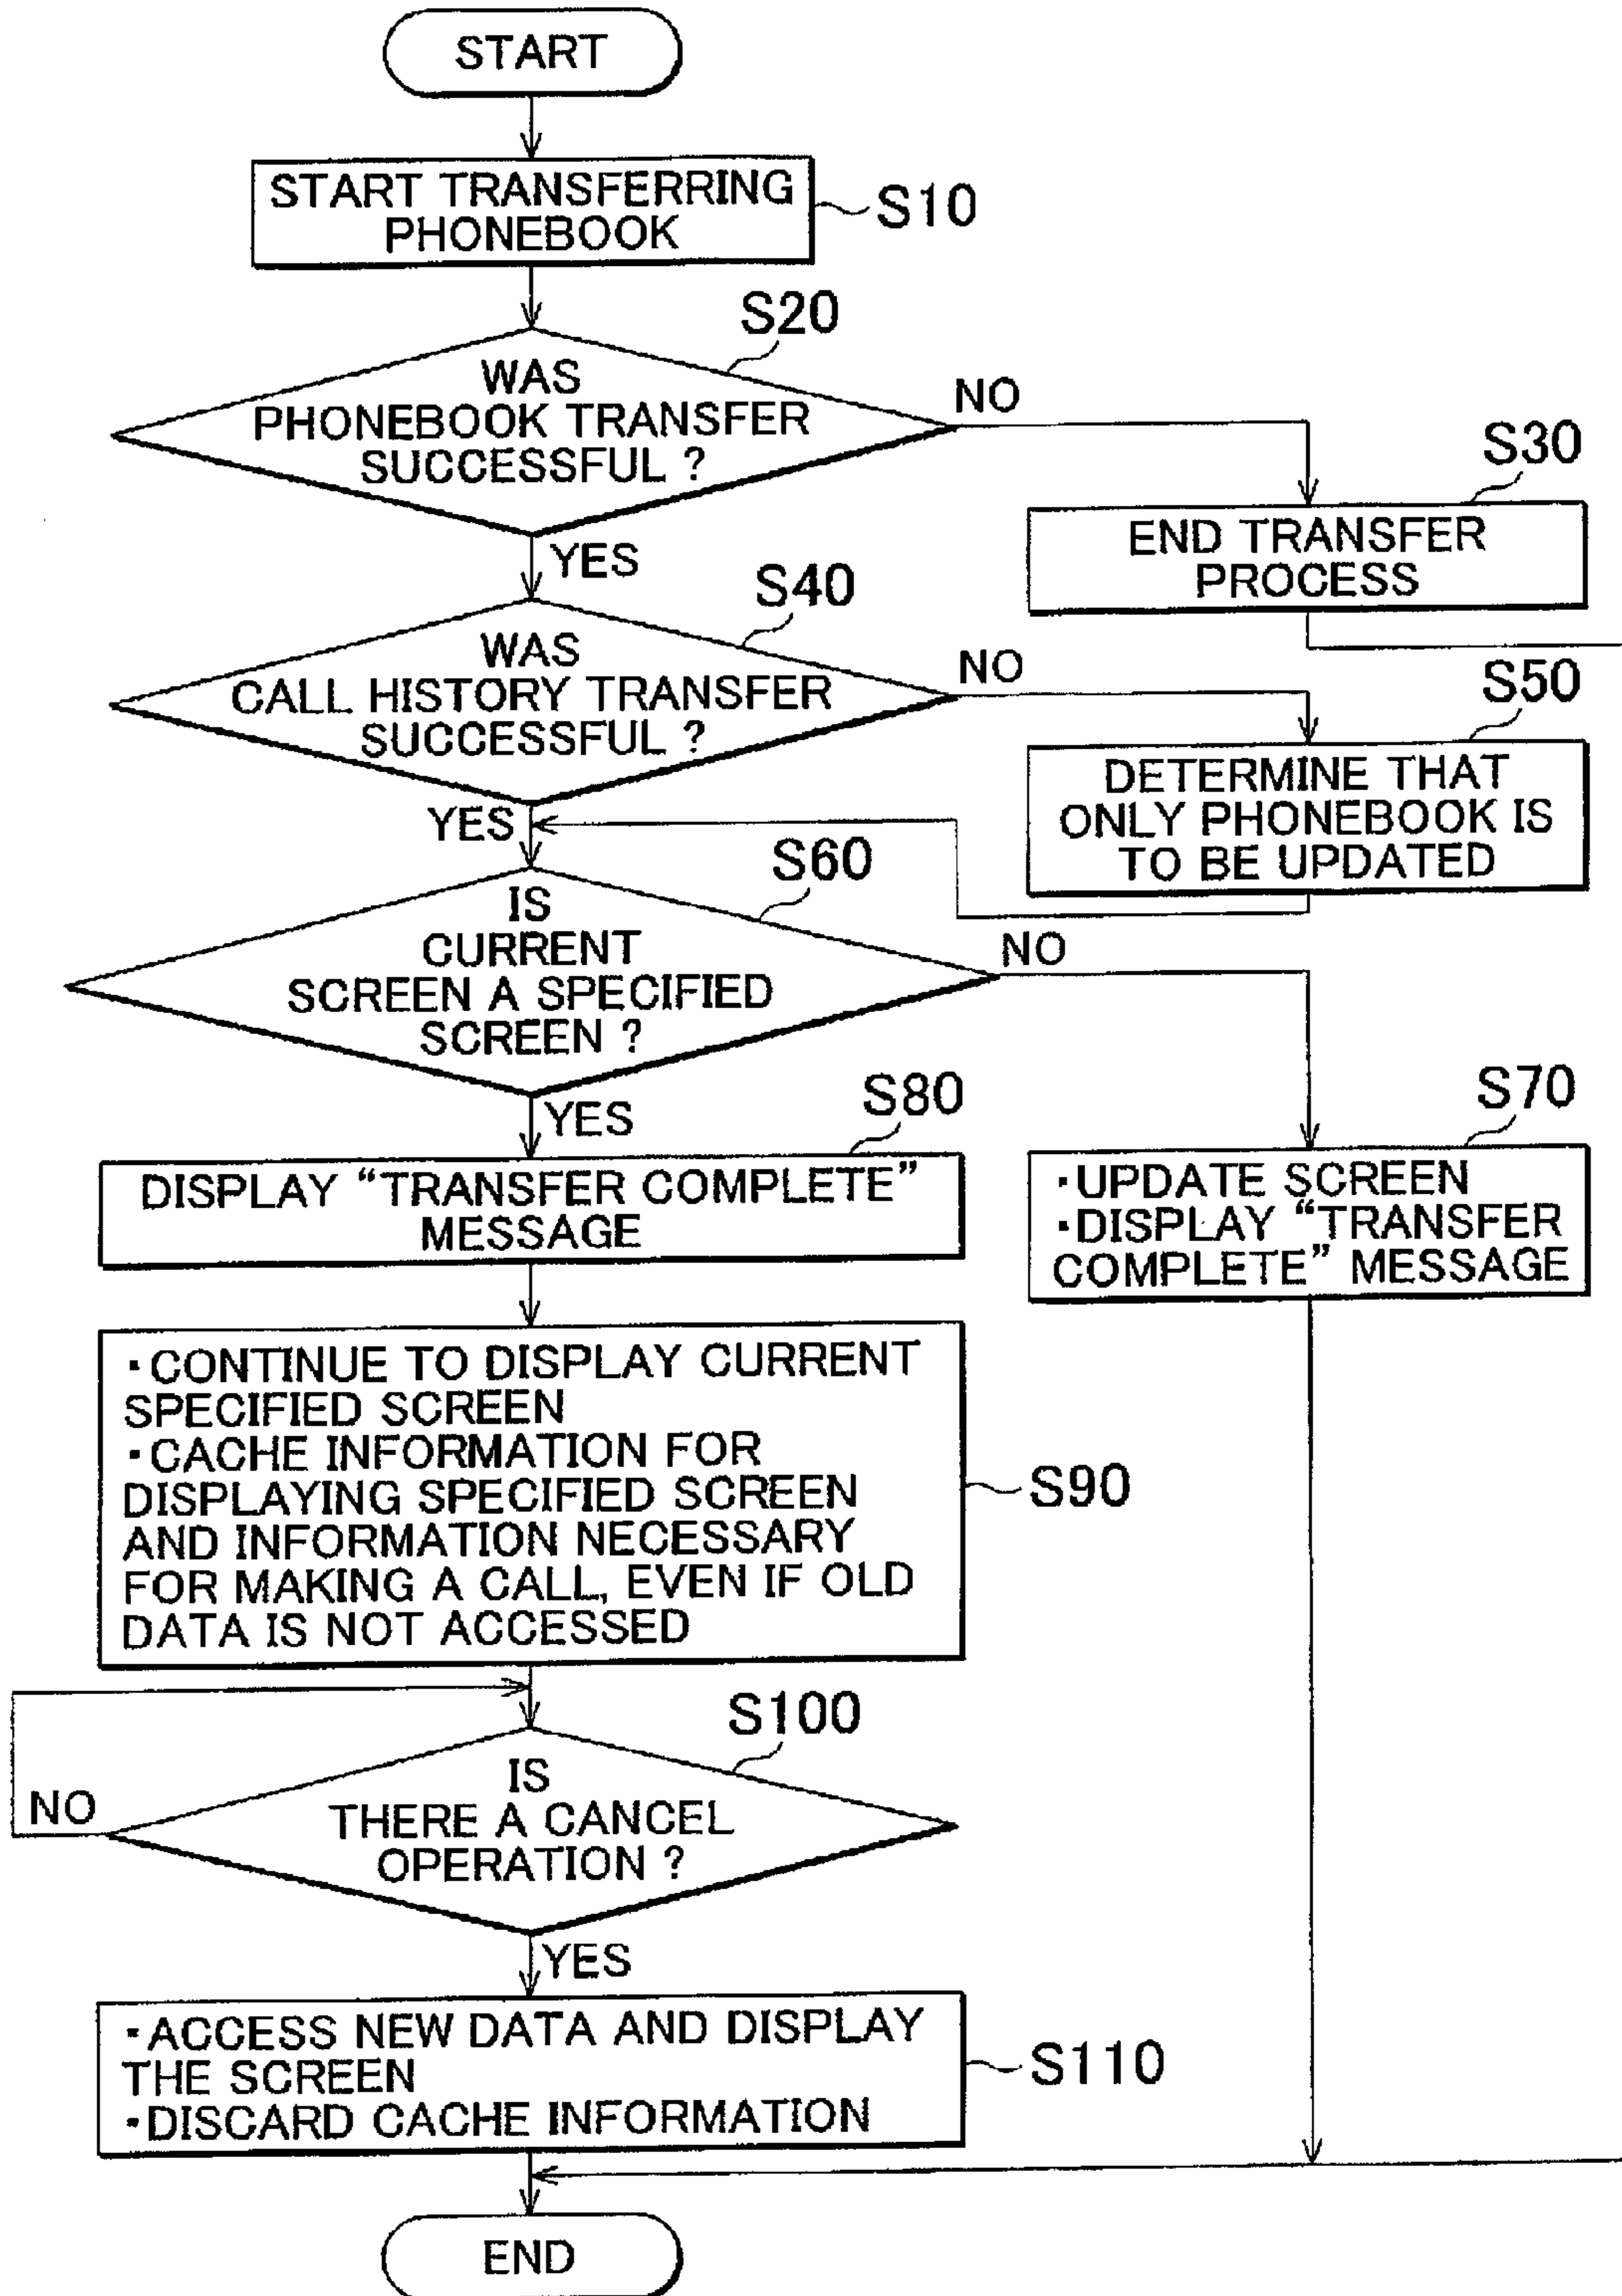 START
START TRANSFERRING
PHONEBOOK
S10
S20
WAS
PHONEBOOK TRANSFER
SUCCESSFUL ?
NO
YES
S30
END TRANSFER
PROCESS
S40
WAS
CALL HISTORY TRANSFER
SUCCESSFUL ?
NO
YES
S50
DETERMINE THAT
ONLY PHONEBOOK IS
TO BE UPDATED
S60
IS
CURRENT
SCREEN A SPECIFIED
SCREEN ?
NO
YES
S70
・UPDATE SCREEN
・DISPLAY “TRANSFER
COMPLETE” MESSAGE
S80
DISPLAY “TRANSFER COMPLETE”
MESSAGE
・CONTINUE TO DISPLAY CURRENT
SPECIFIED SCREEN
・CACHE INFORMATION FOR
DISPLAYING SPECIFIED SCREEN
AND INFORMATION NECESSARY
FOR MAKING A CALL, EVEN IF OLD
DATA IS NOT ACCESSED
S90
S100
IS
THERE A CANCEL
OPERATION ?
NO
YES
・ACCESS NEW DATA AND DISPLAY
THE SCREEN
・DISCARD CACHE INFORMATION
S110
END